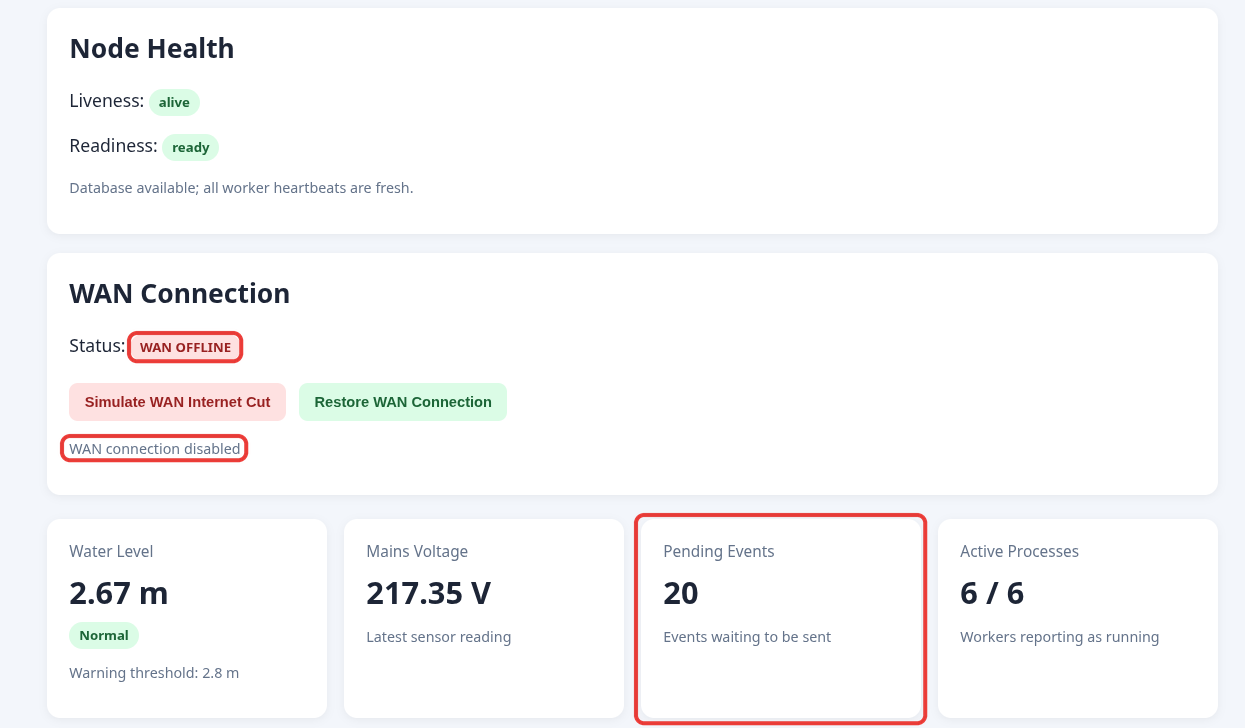 Node Health
Liveness: alive
Readiness: ready
Database available; all worker heartbeats are fresh.
WAN Connection
Status: WAN OFFLINE
Simulate WAN Internet Cut
Restore WAN Connection
WAN connection disabled
Water Level
2.67 m
Normal
Warning threshold: 2.8 m
Mains Voltage
217.35 V
Latest sensor reading
Pending Events
20
Events waiting to be sent
Active Processes
6 / 6
Workers reporting as running